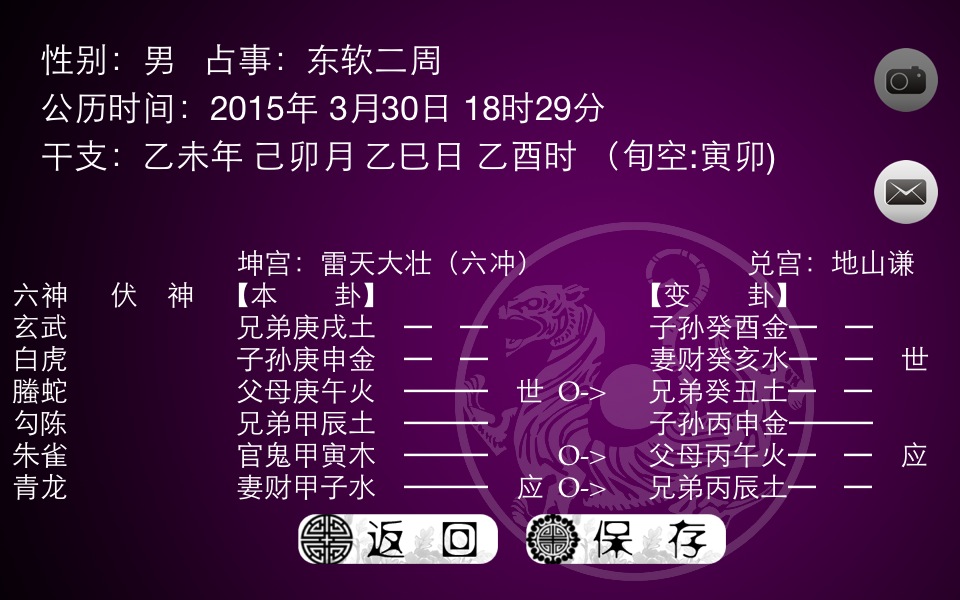 性别：男 占事：东软二周
公历时间：2015年 3月30日 18时29分
干支：乙未年 己卯月 乙巳日 乙酉时 （旬空:寅卯)
坤宫：雷天大壮（六冲） 兑宫：地山谦
六神 伏 神 【本 卦】 【变 卦】
玄武 兄弟庚戌土 — — 子孙癸酉金— —
白虎 子孙庚申金 — — 妻财癸亥水— — 世
螣蛇 父母庚午火 ——— 世 O-> 兄弟癸丑土— —
勾陈 兄弟甲辰土 ——— 子孙丙申金———
朱雀 官鬼甲寅木 ——— O-> 父母丙午火— — 应
青龙 妻财甲子水 ——— 应 O-> 兄弟丙辰土— —
返 回 保 存